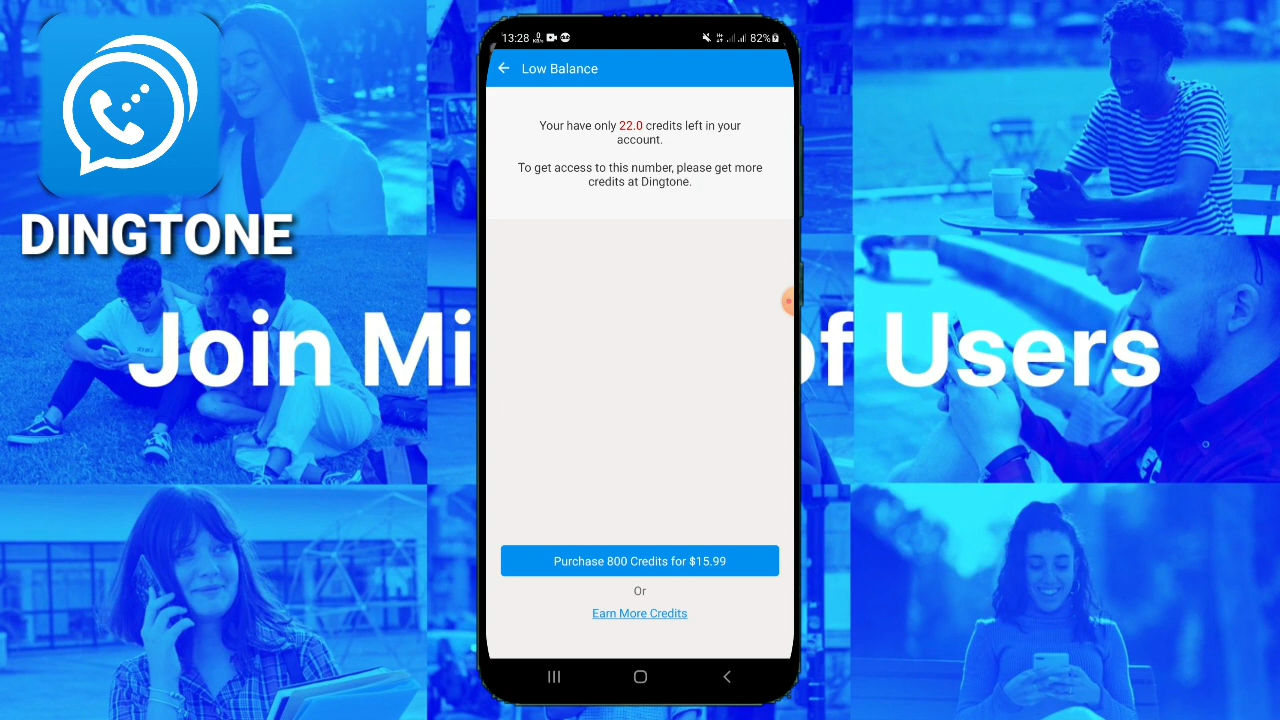 DINGTONE
Join Mi
of Users
13:28
82%
Low Balance
Your have only 22.0 credits left in your
account.
To get access to this number, please get more
credits at Dingtone.
Purchase 800 Credits for $15.99
Or
Earn More Credits